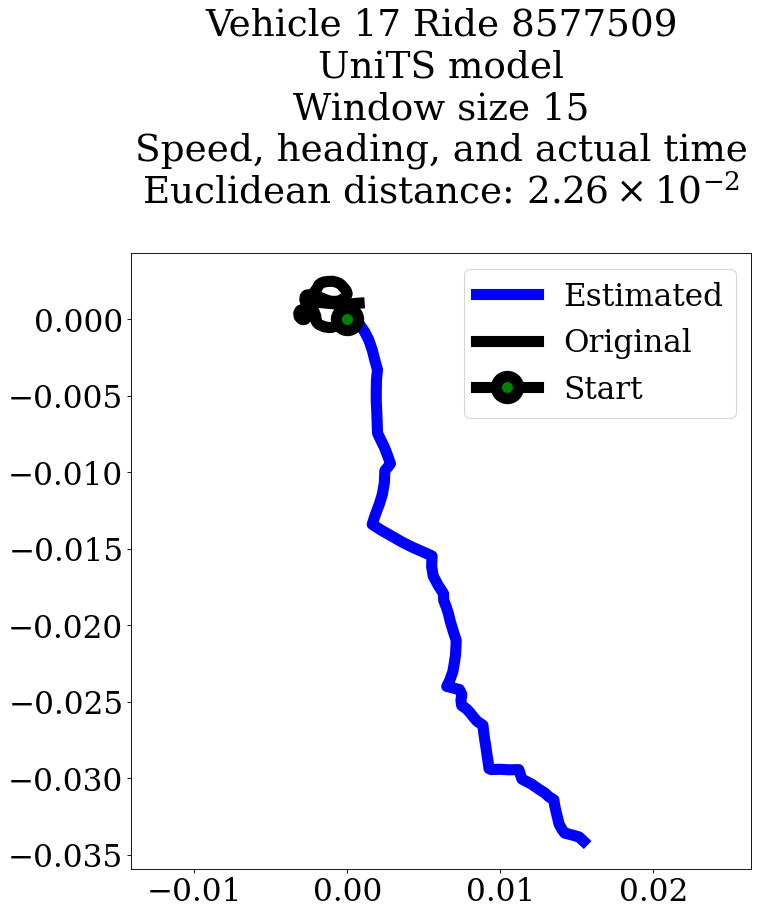 Vehicle 17 Ride 8577509
UniTS model
Window size 15
Speed, heading, and actual time
Euclidean distance: 2.26 × 10⁻²
Estimated
Original
Start
0.000
−0.005
−0.010
−0.015
−0.020
−0.025
−0.030
−0.035
−0.01 0.00 0.01 0.02